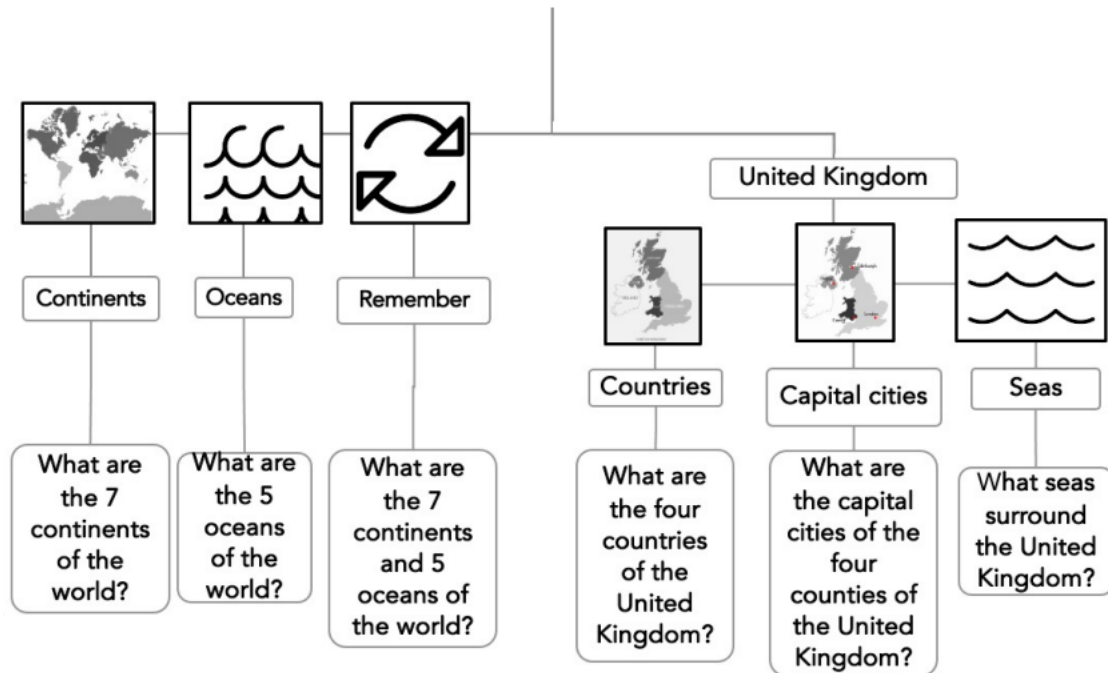 United Kingdom
Continents
Oceans
Remember
Countries
Capital cities
Seas
What are
the 7
continents
of the
world?
What are
the 5
oceans
of the
world?
What are
the 7
continents
and 5
oceans of
the world?
What are
the four
countries
of the
United
Kingdom?
What are
the capital
cities of the
four
counties of
the United
Kingdom?
What seas
surround
the United
Kingdom?